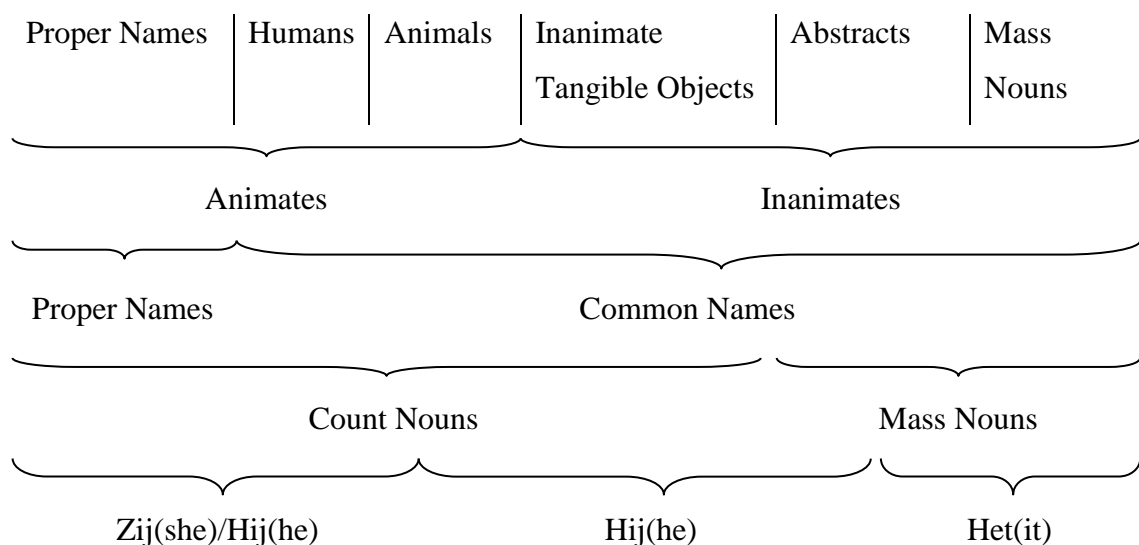 Proper Names Humans Animals Inanimate Abstracts Mass
Tangible Objects Nouns
Animates Inanimates
Proper Names Common Names
Count Nouns Mass Nouns
Zij(she)/Hij(he) Hij(he) Het(it)